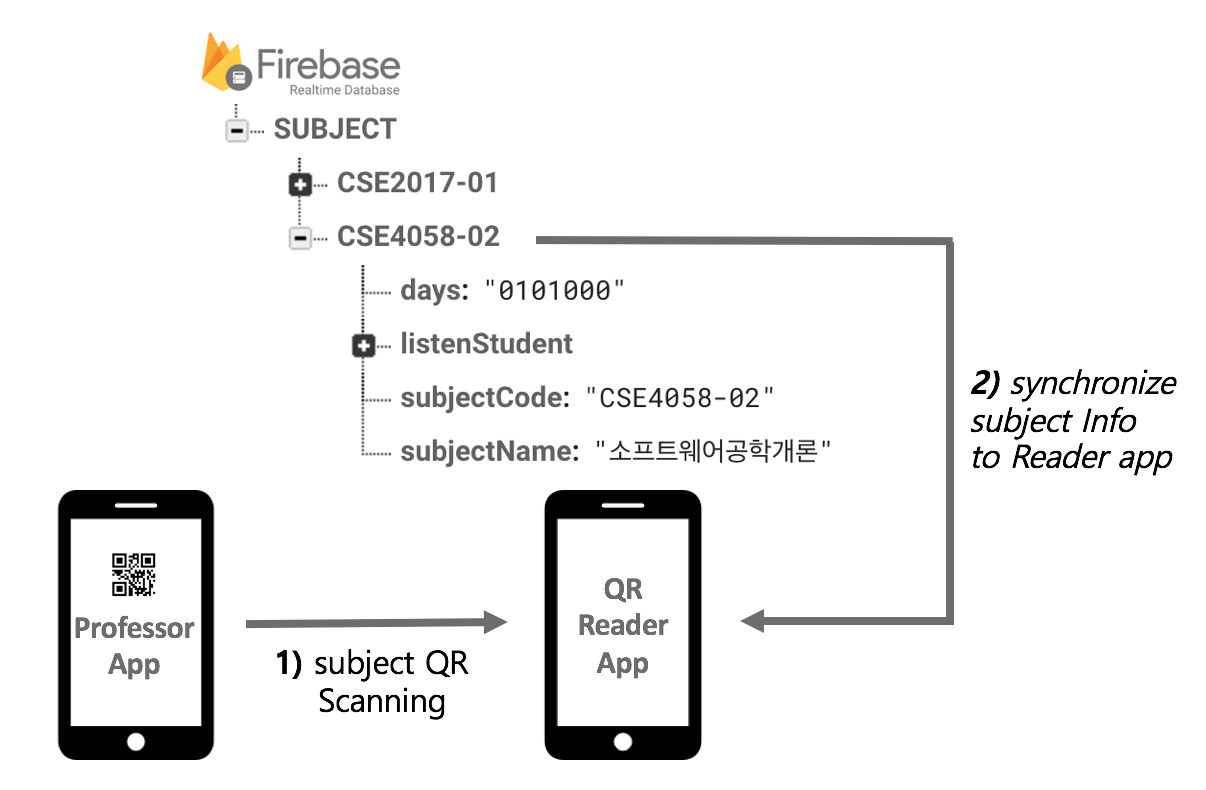 Firebase
Realtime Database
SUBJECT
CSE2017-01
CSE4058-02
days: "0101000"
listenStudent
subjectCode: "CSE4058-02"
subjectName: "소프트웨어공학개론"
2) synchronize
subject Info
to Reader app
Professor
App
1) subject QR
Scanning
QR
Reader
App